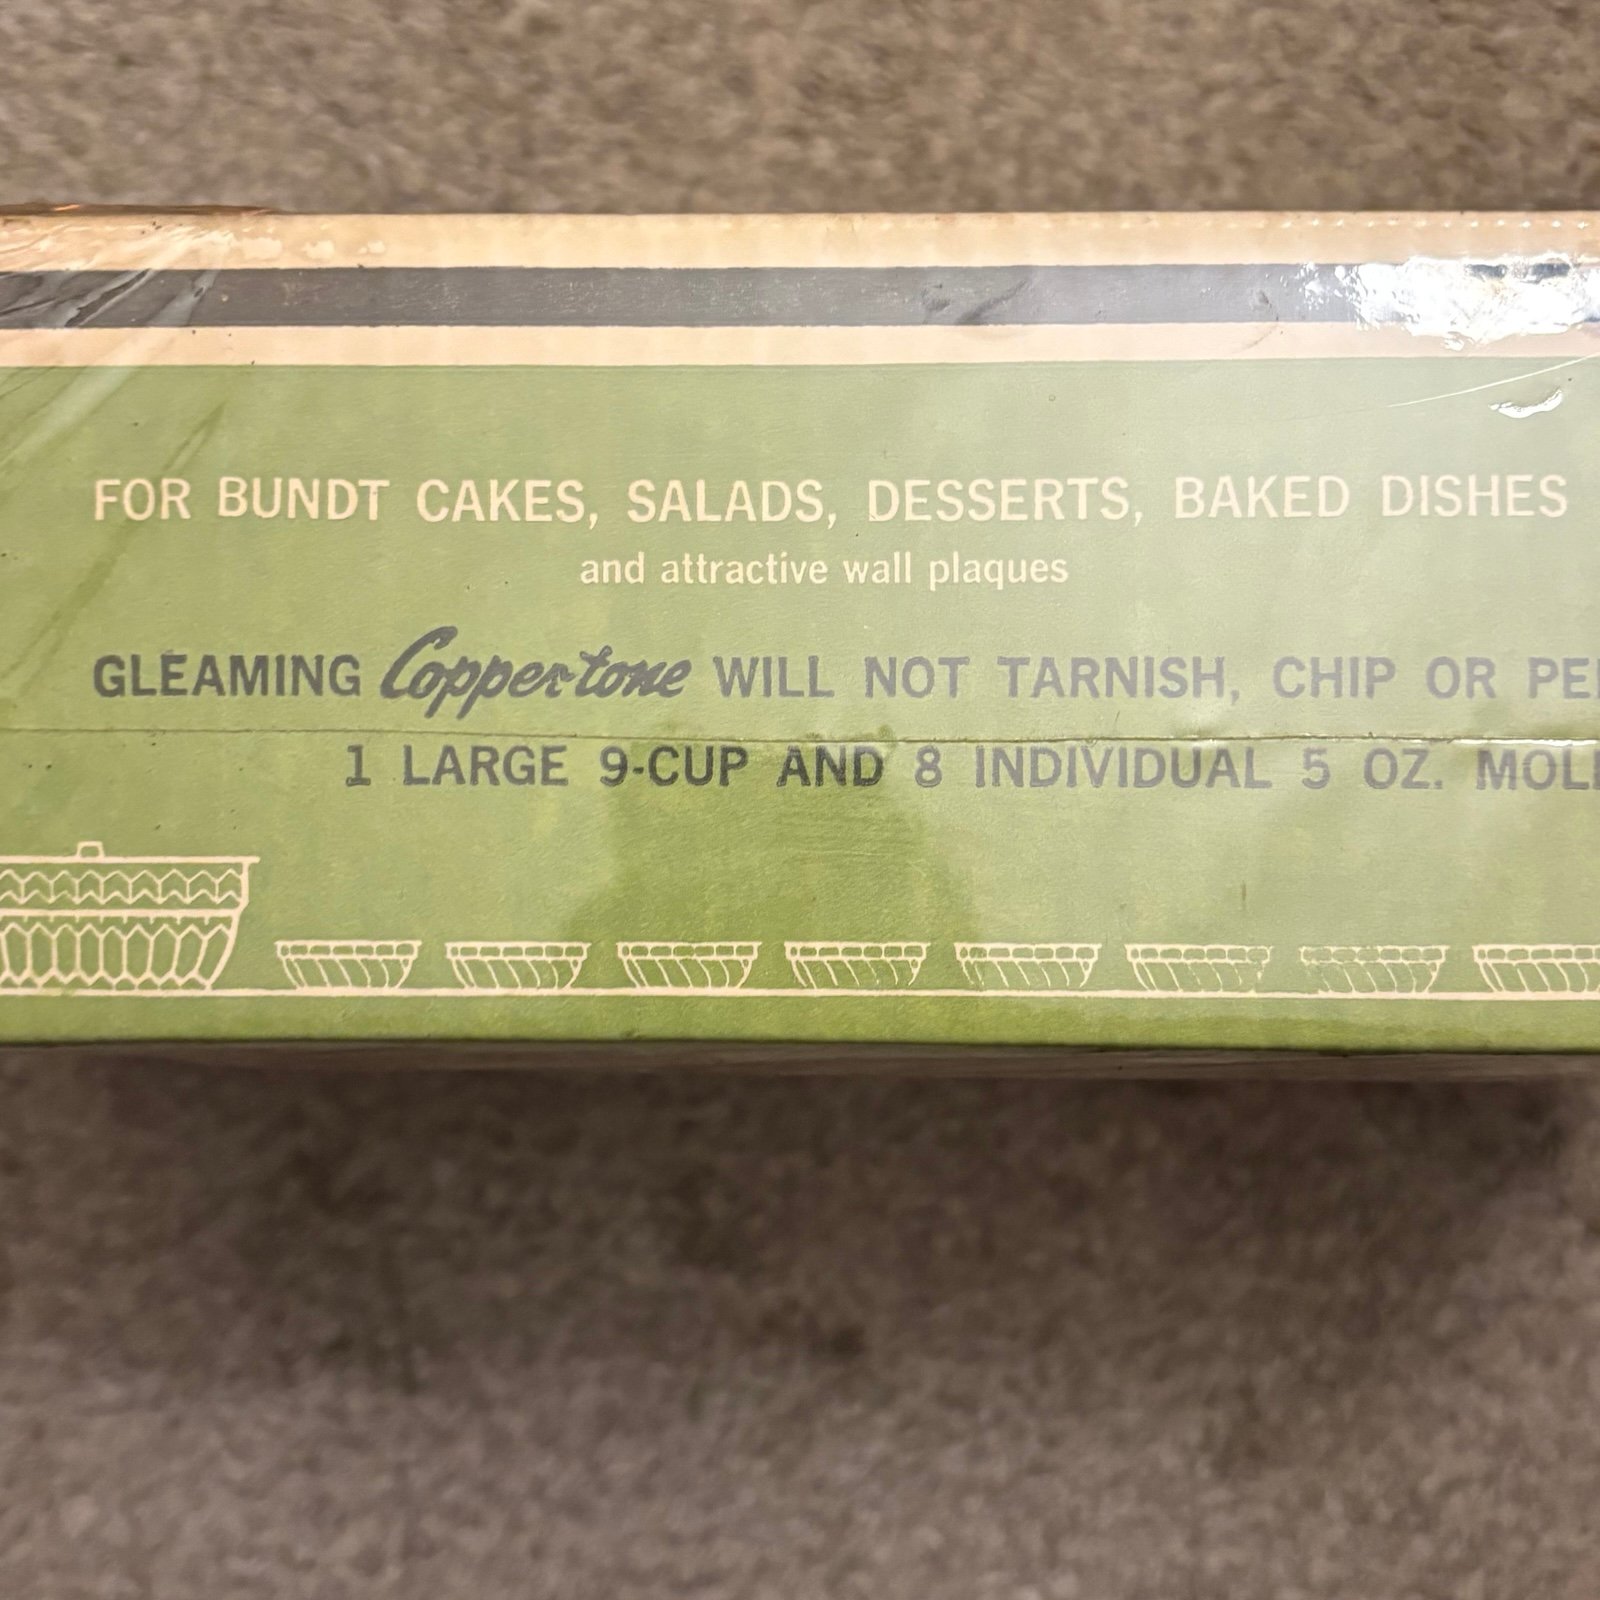 FOR BUNDT CAKES, SALADS, DESSERTS, BAKED DISHES
and attractive wall plaques
GLEAMING Coppertone WILL NOT TARNISH, CHIP OR
1 LARGE 9-CUP AND 8 INDIVIDUAL 5 OZ.